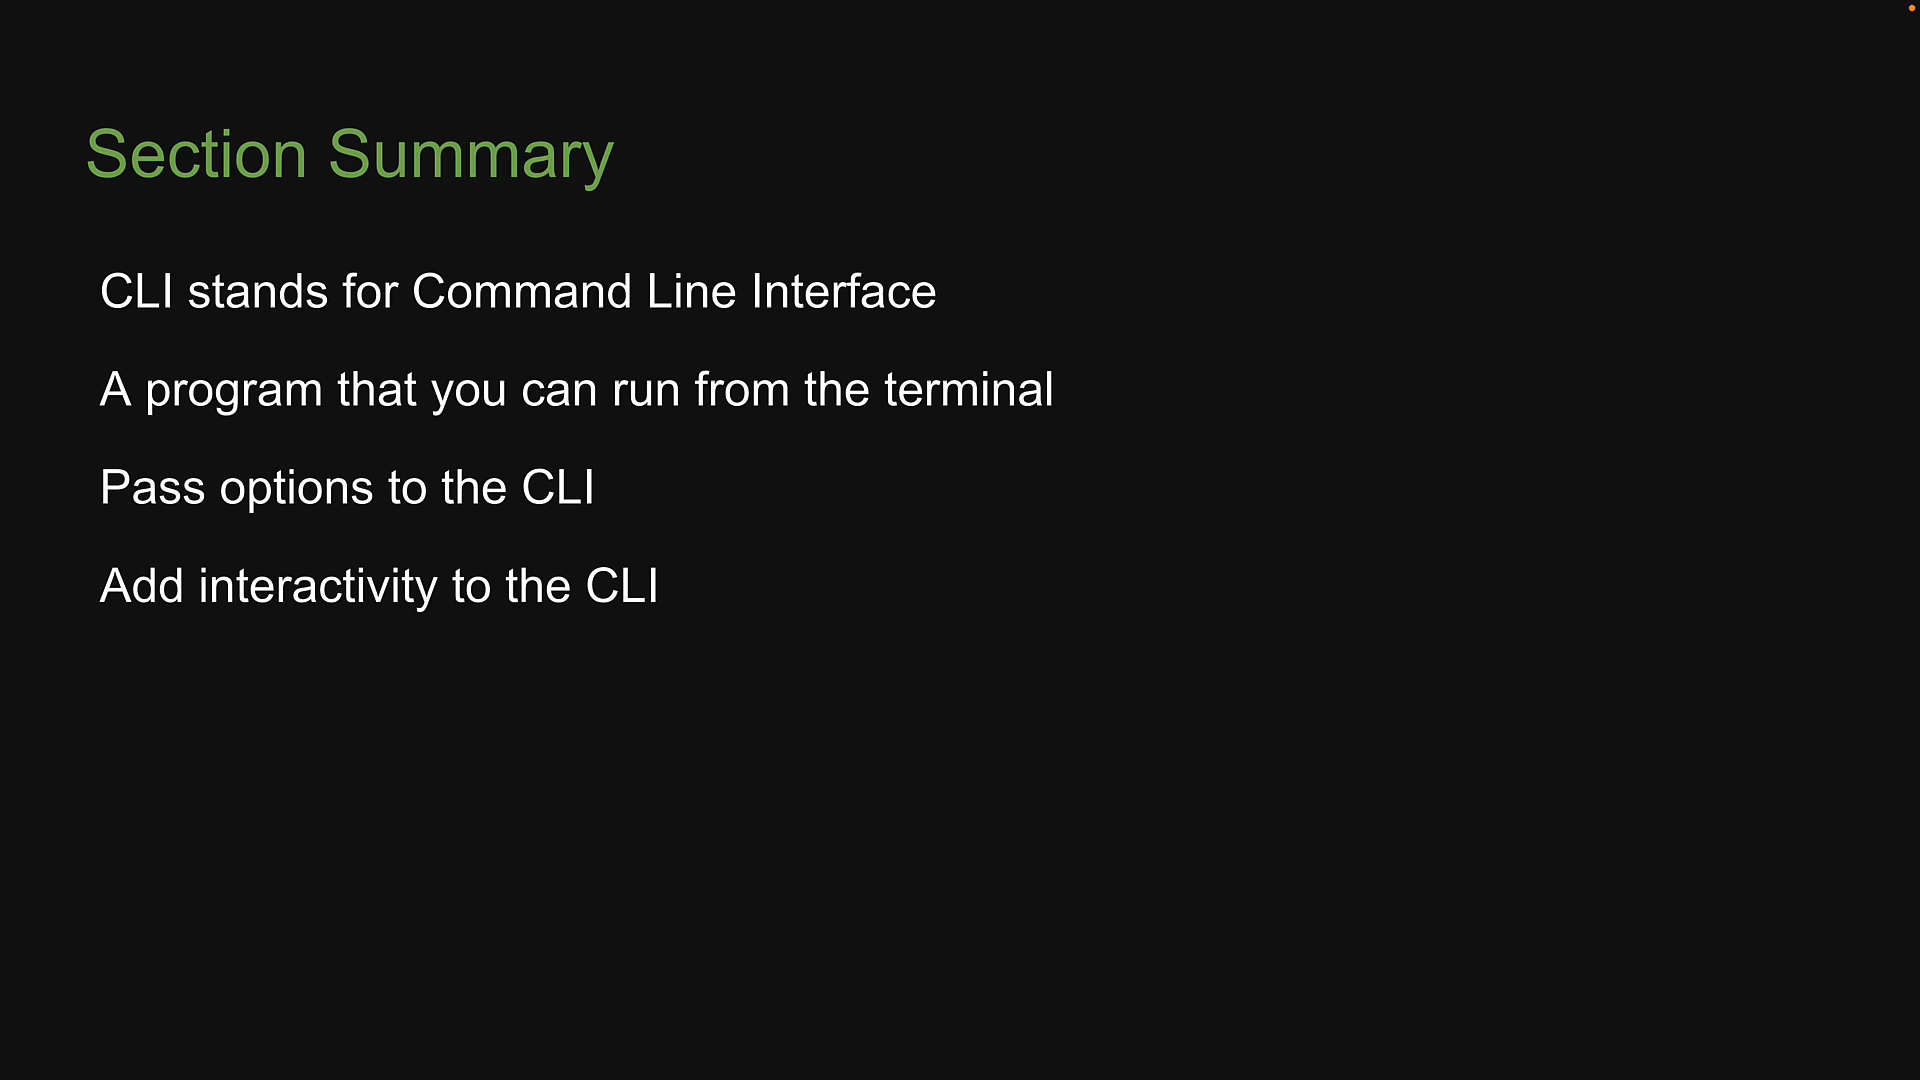 Section Summary
CLI stands for Command Line Interface
A program that you can run from the terminal
Pass options to the CLI
Add interactivity to the CLI